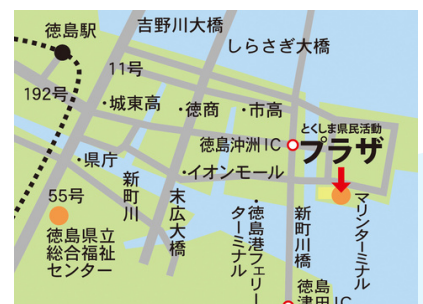 吉野川大橋
徳島駅
しらさぎ大橋
11号
192号
・城東高
・徳商
・市高
とくしま県民活動
プラザ
徳島沖洲IC
・県庁
・イオンモール
新町川
末広大橋
・徳島港フェリー
ターミナル
新町川橋
マリンターミナル
55号
徳島県立
総合福祉
センター
徳島
津田IC